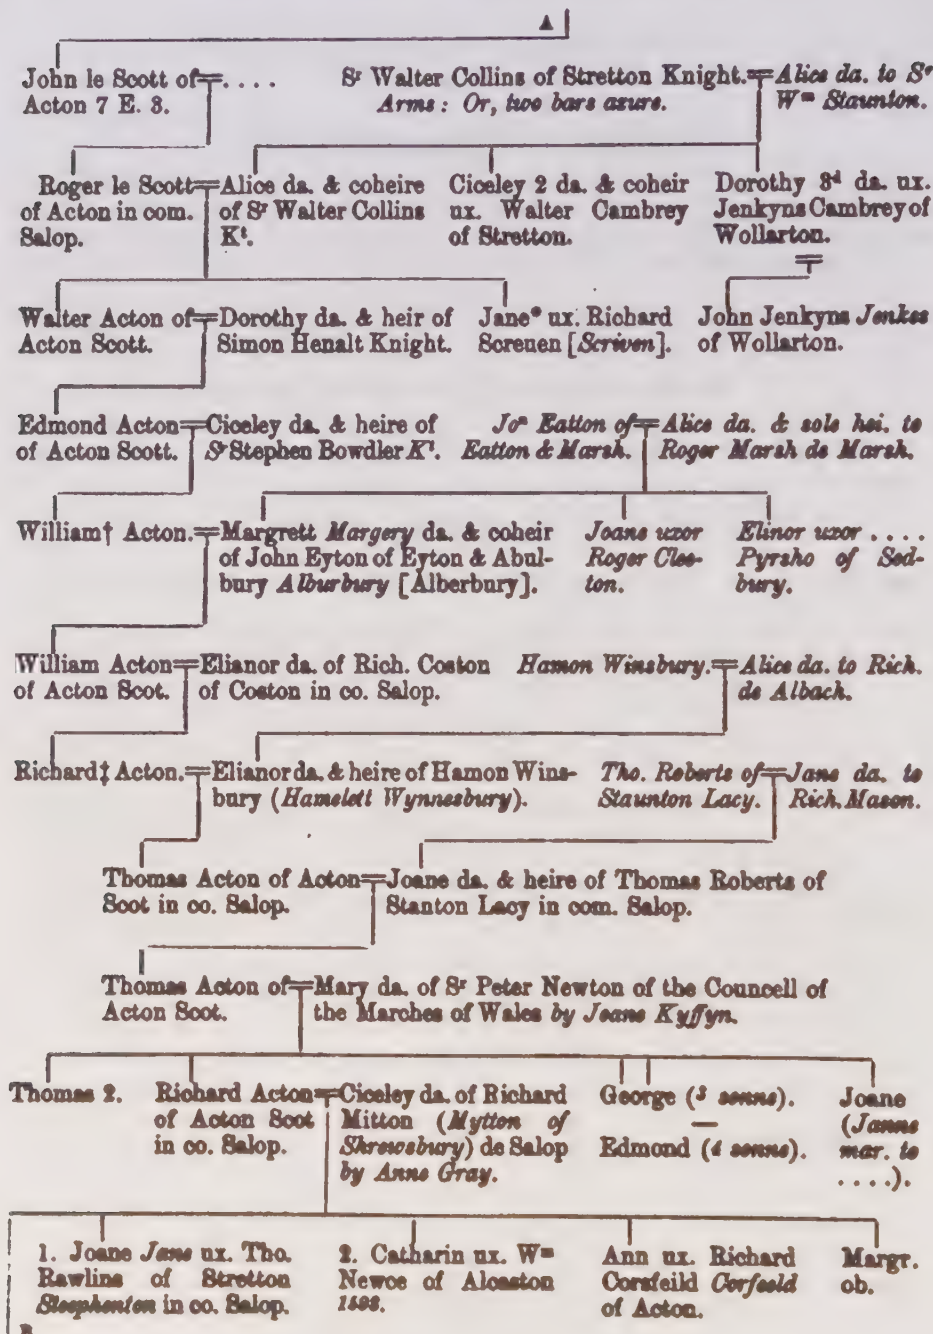 A
John le Scott of = . . . .
Acton 7 E. 3.
Sr Walter Collins of Stretton Knight. = Alice da. to Sr
Arms : Or, two bars azure.
Wm Staunton.
Roger le Scott = Alice da. & coheire
of Acton in com.
Salop.
of Sr Walter Collins
Kt.
Ciceley 2 da. & coheir
ux. Walter Cambrey
of Stretton.
Dorothy 3d da. ux.
Jenkyns Cambrey of
Wollarton.
Walter Acton of = Dorothy da. & heir of
Acton Scott.
Simon Henalt Knight.
Jane* ux. Richard
Screnen [Scriven].
John Jenkyns Jenkes
of Wollarton.
Edmond Acton = Ciceley da. & heire of
of Acton Scott.
Sr Stephen Bowdler Kt.
Jon Eatton of = Alice da. & sole hei. to
Eatton & Marsh.
Roger Marsh de Marsh.
William† Acton. = Margrett Margery da. & coheir
of John Eyton of Eyton & Abul-
bury Alburbury [Alberbury].
Joane uxor
Roger Clee-
ton.
Elinor uxor . . . .
Pyrsho of Sed-
bury.
William Acton = Elianor da. of Rich. Coston
of Acton Scot.
of Coston in co. Salop.
Hamon Winsbury. = Alice da. to Rich.
de Albach.
Richard‡ Acton. = Elianor da. & heire of Hamon Wins-
bury (Hamelett Wynnesbury).
Tho. Roberts of = Jane da. to
Staunton Lacy.
Rich. Mason.
Thomas Acton of Acton = Joane da. & heire of Thomas Roberts of
Scot in co. Salop.
Stanton Lacy in com. Salop.
Thomas Acton of = Mary da. of Sr Peter Newton of the Councell of
Acton Scot.
the Marches of Wales by Joane Kyffyn.
Thomas 2.
Richard Acton = Ciceley da. of Richard
of Acton Scot
in co. Salop.
Mitton (Mytton of
Shrewsbury) de Salop
by Anne Gray.
George (3 sonne).
—
Edmond (4 sonne).
Joane
(Janne
mar. to
. . . .).
1. Joane Jane ux. Tho.
Rawlins of Stretton
Steephenton in co. Salop.
2. Catharin ux. Wm
Newce of Alcaston
1598.
Ann ux. Richard
Corsfeild Corfeeld
of Acton.
Margr.
ob.
B